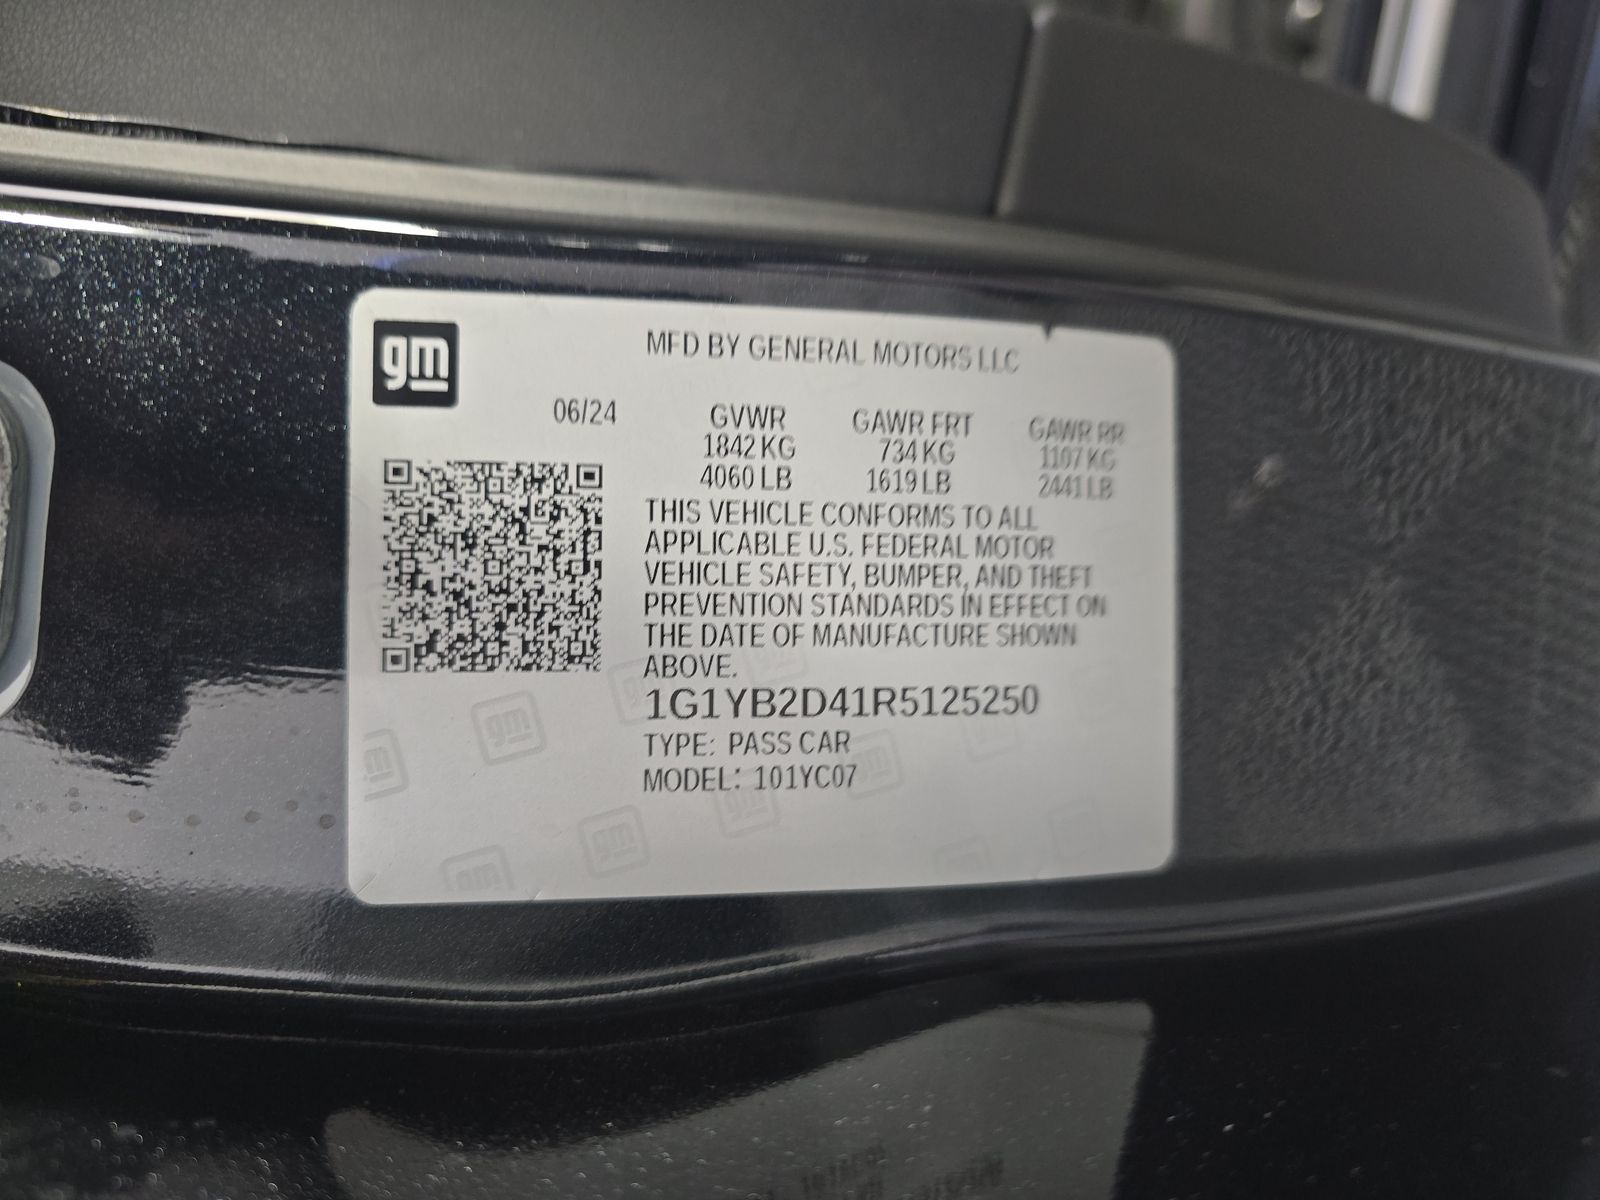 gm
MFD BY GENERAL MOTORS LLC
06/24 GVWR GAWR FRT GAWR RR
1842 KG 734 KG 1107 KG
4060 LB 1619 LB 2441 LB
THIS VEHICLE CONFORMS TO ALL
APPLICABLE U.S. FEDERAL MOTOR
VEHICLE SAFETY, BUMPER, AND THEFT
PREVENTION STANDARDS IN EFFECT ON
THE DATE OF MANUFACTURE SHOWN
ABOVE.
1G1YB2D41R5125250
TYPE: PASS CAR
MODEL: 101YC07